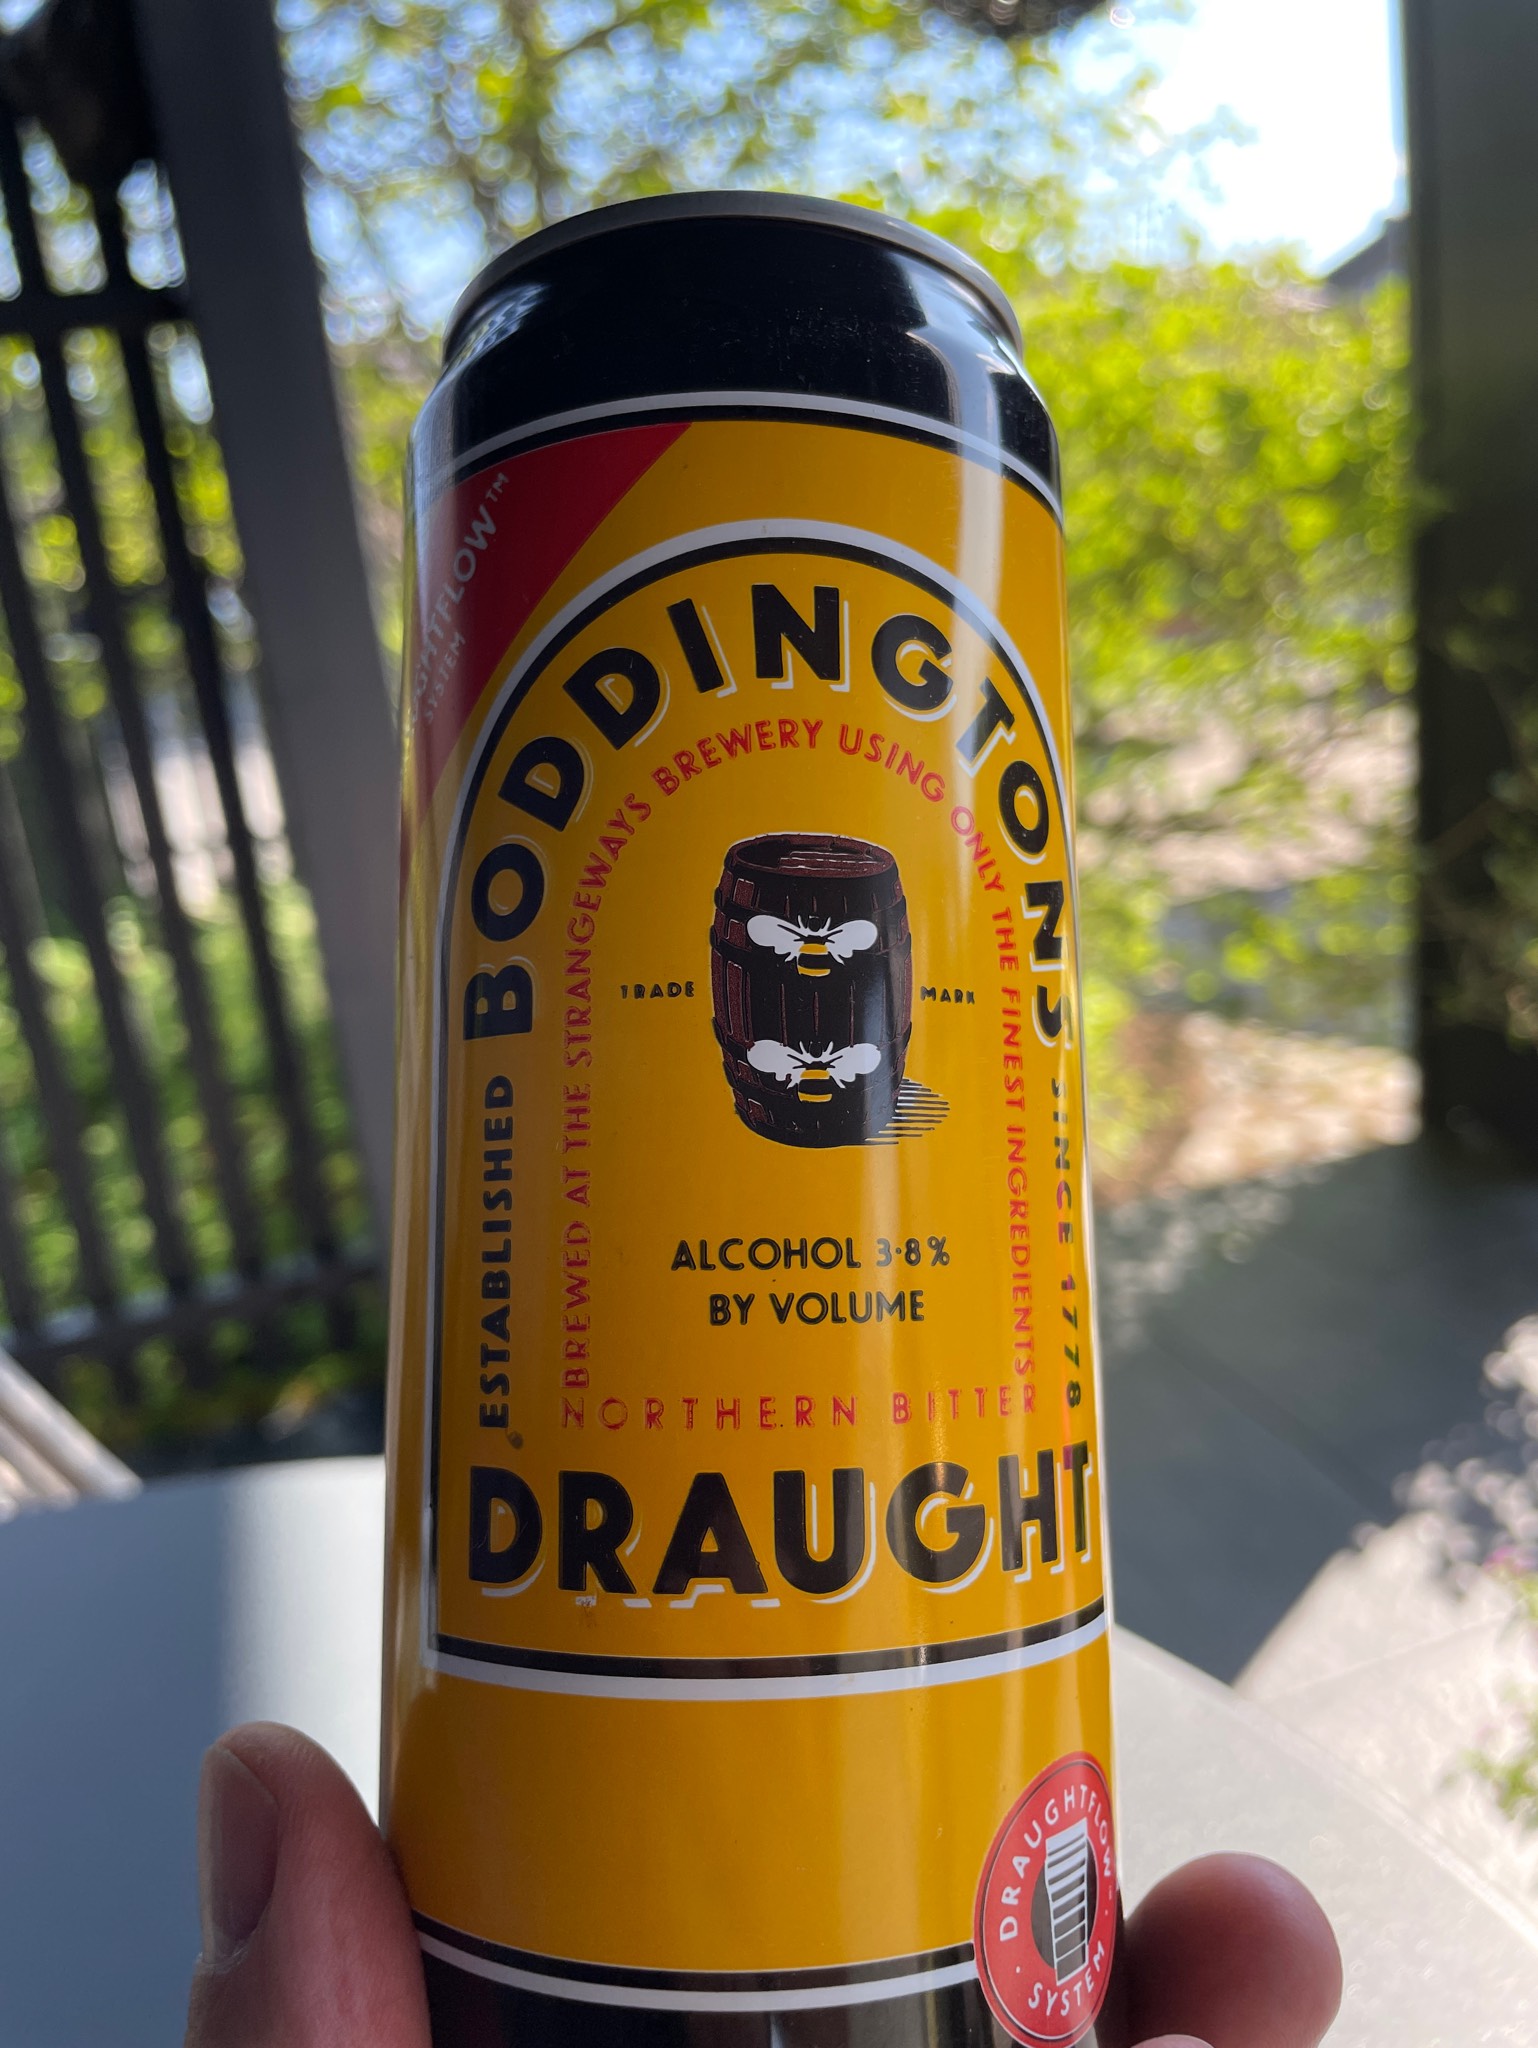 UGHTFLOW™
SYSTEM
ESTABLISHED BODDINGTONS SINCE 1778
BREWED AT THE STRANGEWAYS BREWERY USING ONLY THE FINEST INGREDIENTS
TRADE MARK
ALCOHOL 3·8%
BY VOLUME
NORTHERN BITTER
DRAUGHT
DRAUGHTFLOW
SYSTEM